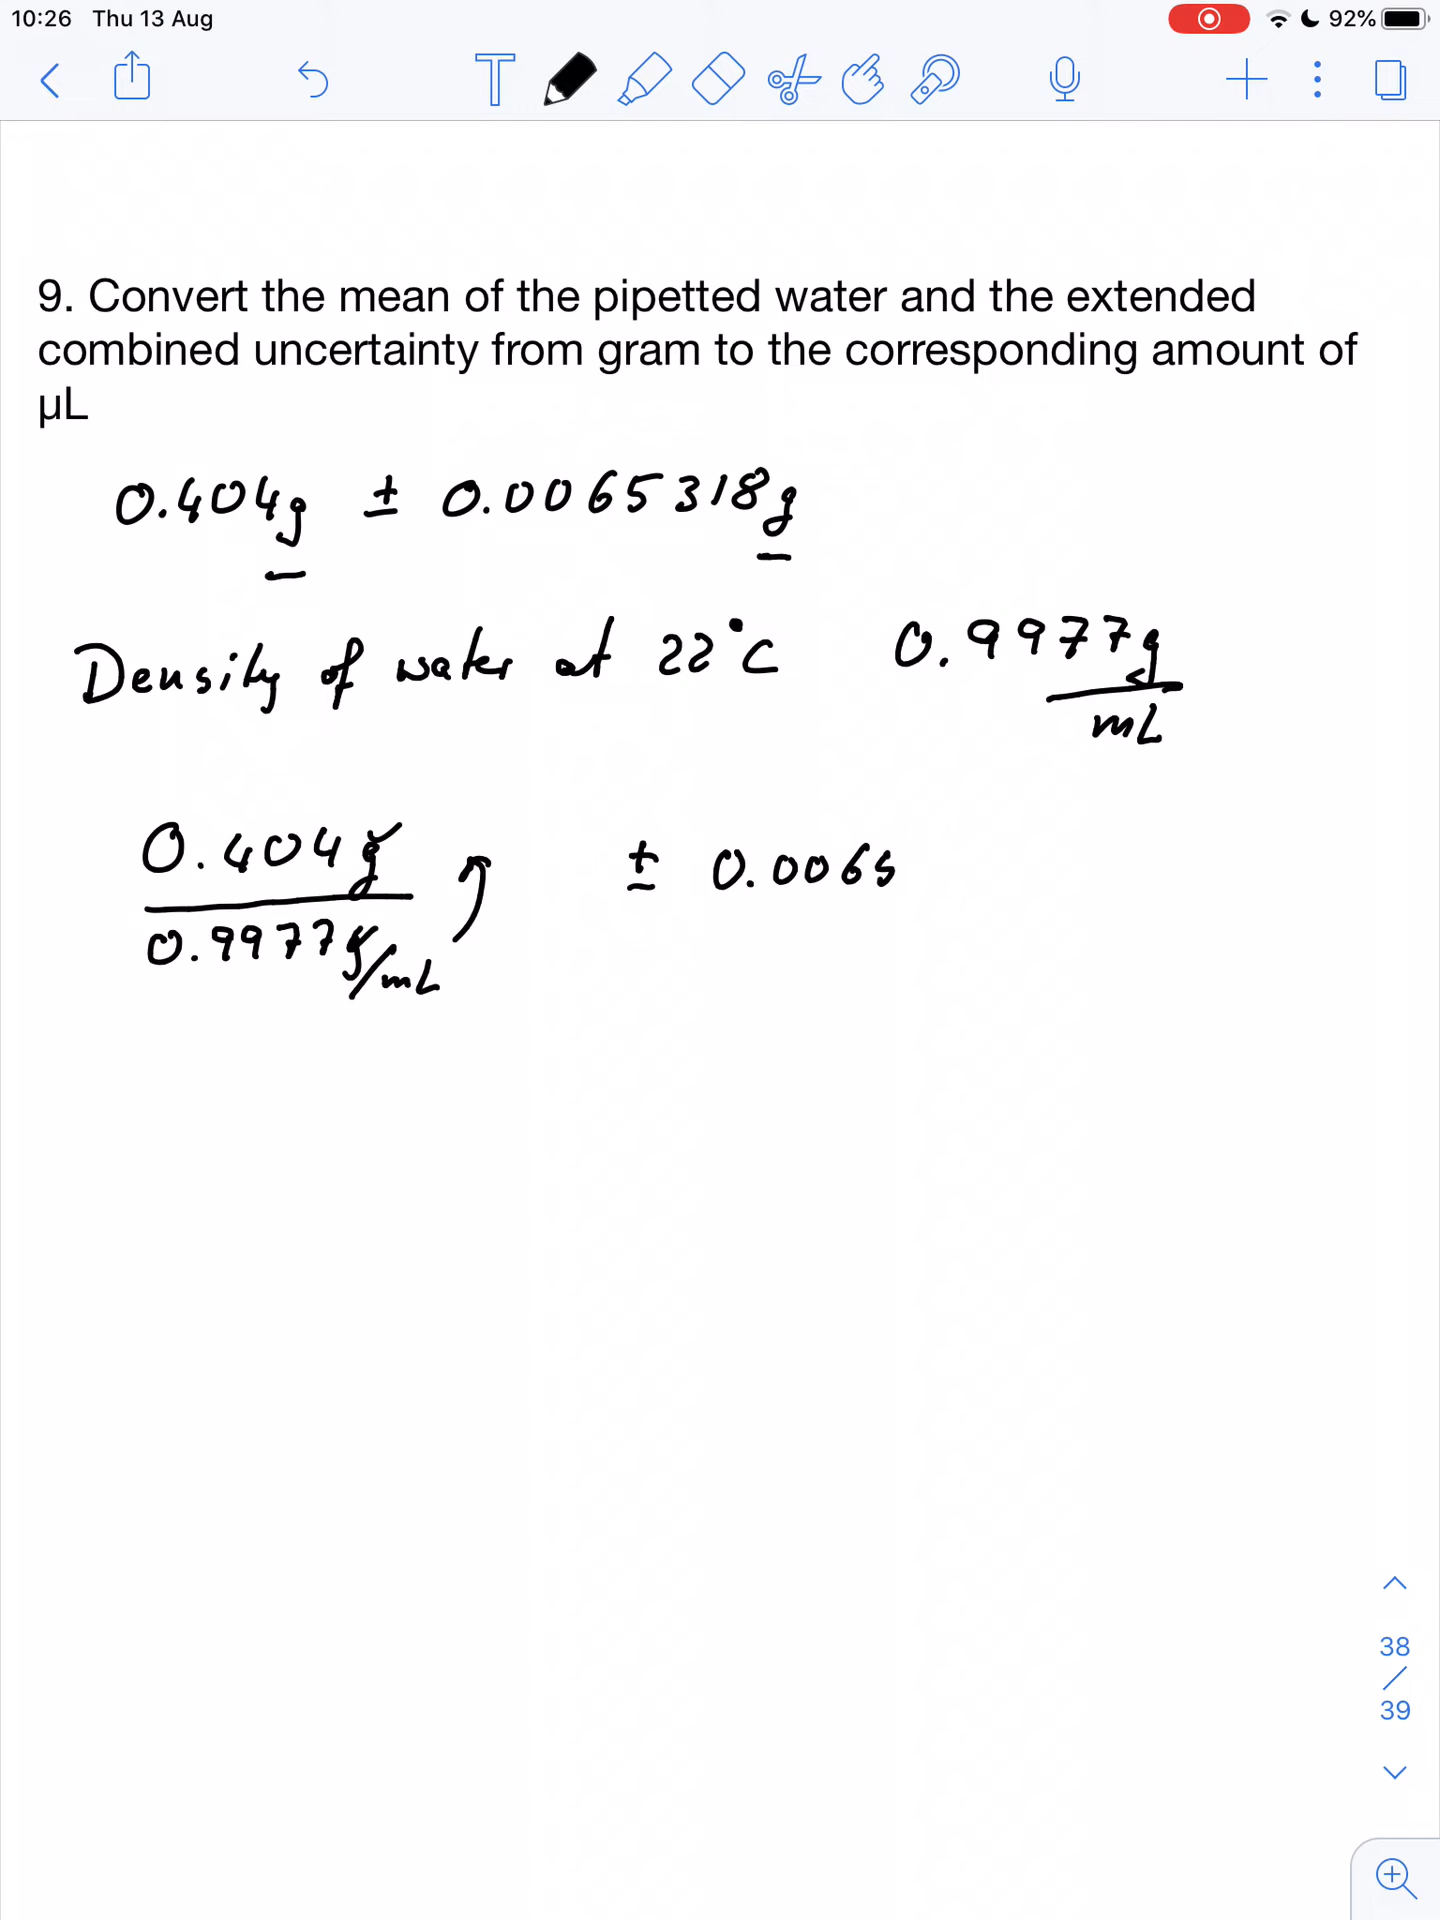 10:26 Thu 13 Aug 92%
T
9. Convert the mean of the pipetted water and the extended
combined uncertainty from gram to the corresponding amount of
µL
0.404g ± 0.0065318g
Density of water at 22°C 0.9977g
mL
0.404g ± 0.0065
0.9977g/mL
38
/
39